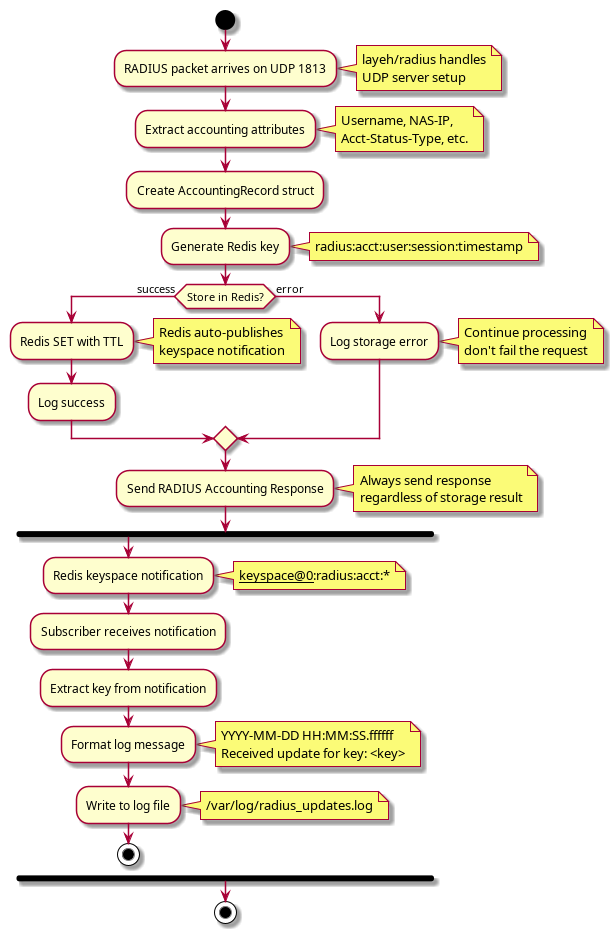 RADIUS packet arrives on UDP 1813
layeh/radius handles
UDP server setup
Extract accounting attributes
Username, NAS-IP,
Acct-Status-Type, etc.
Create AccountingRecord struct
Generate Redis key
radius:acct:user:session:timestamp
success
Store in Redis?
error
Redis SET with TTL
Redis auto-publishes
keyspace notification
Log storage error
Continue processing
don't fail the request
Log success
Send RADIUS Accounting Response
Always send response
regardless of storage result
Redis keyspace notification
keyspace@0:radius:acct:*
Subscriber receives notification
Extract key from notification
Format log message
YYYY-MM-DD HH:MM:SS.ffffff
Received update for key: <key>
Write to log file
/var/log/radius_updates.log